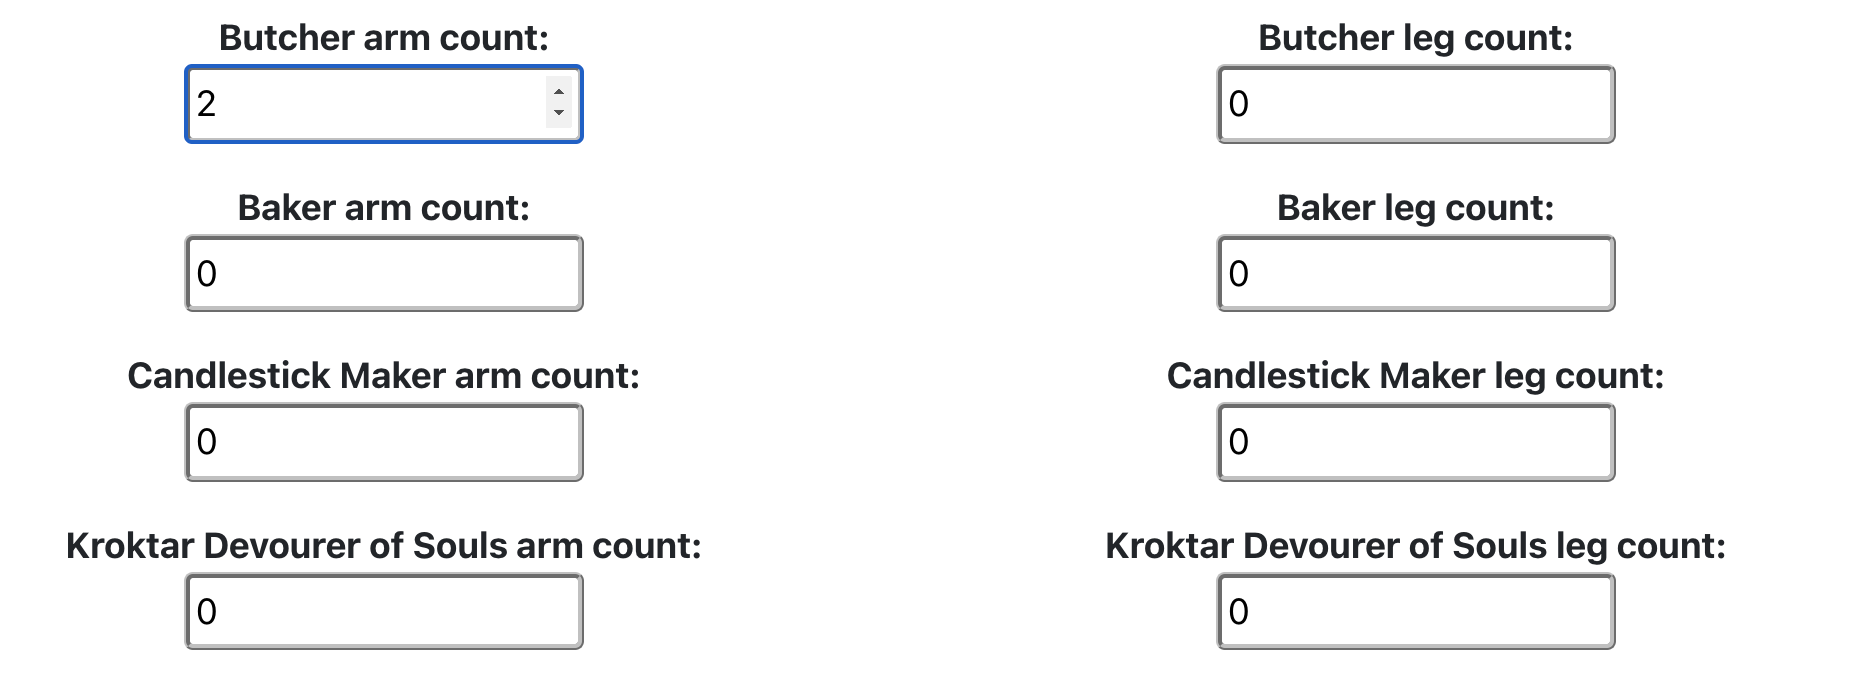 Butcher arm count:
2
Butcher leg count:
0
Baker arm count:
0
Baker leg count:
0
Candlestick Maker arm count:
0
Candlestick Maker leg count:
0
Kroktar Devourer of Souls arm count:
0
Kroktar Devourer of Souls leg count:
0